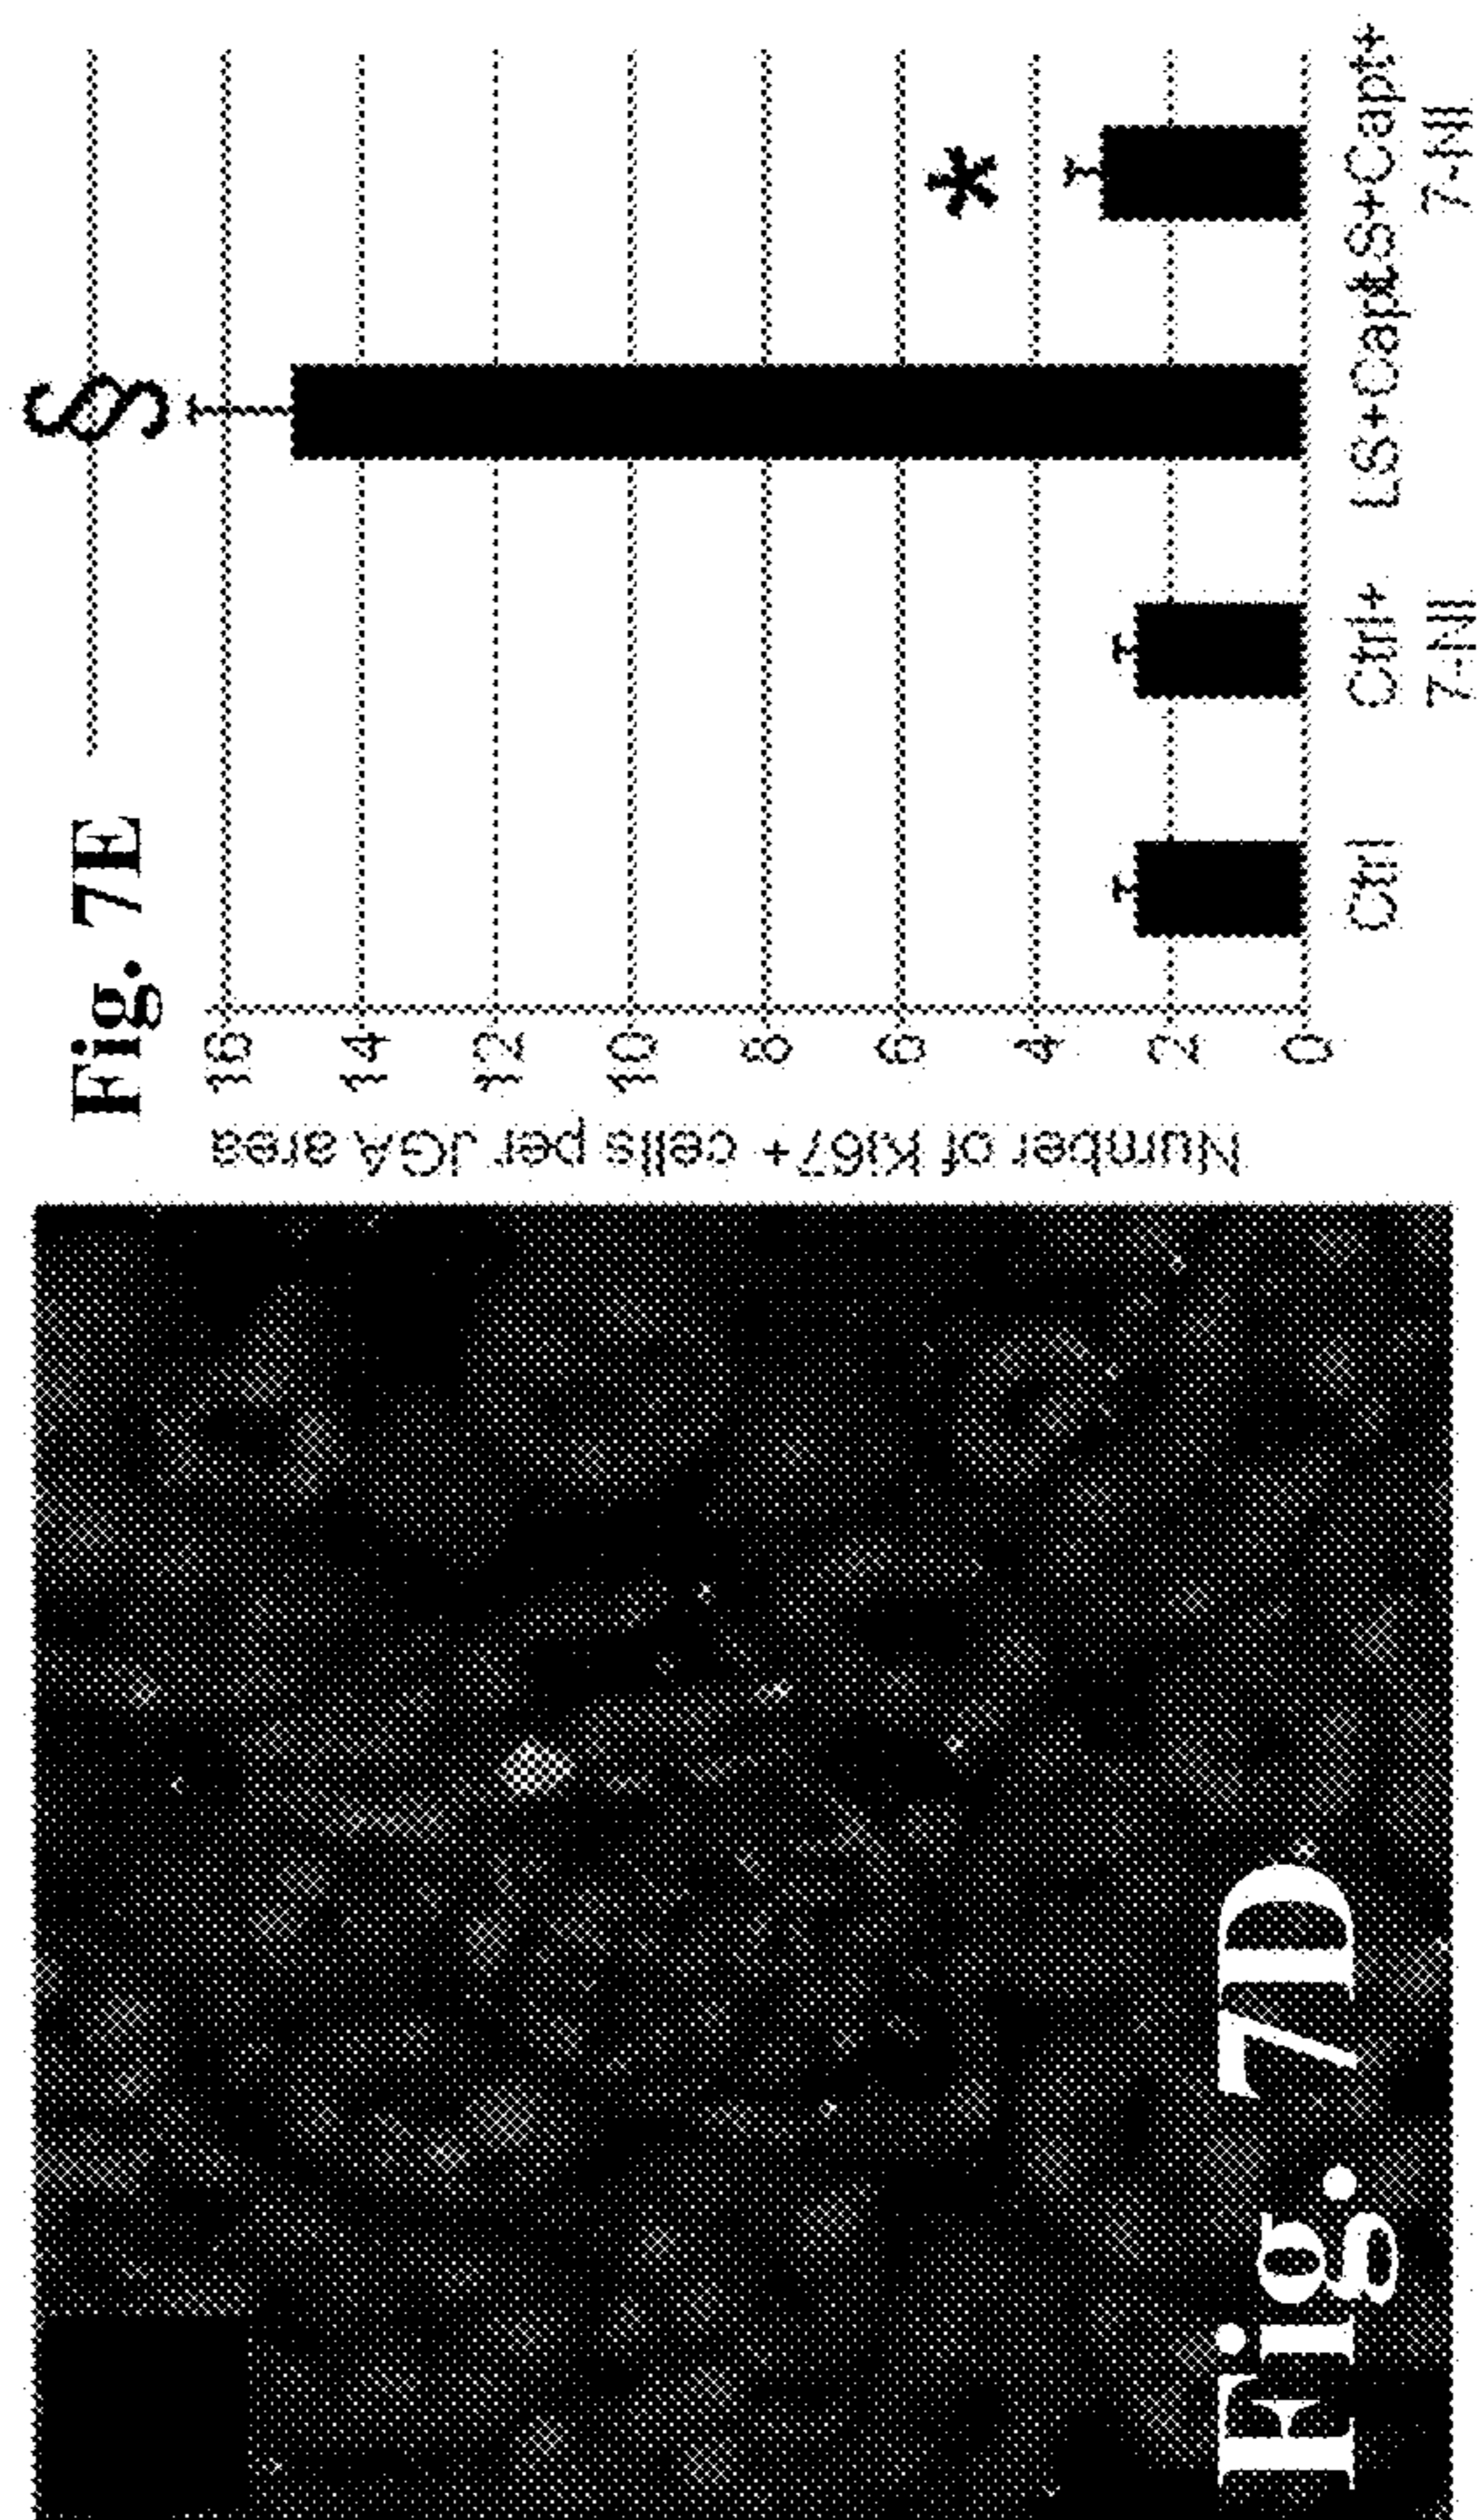 Fig. 7D
Fig. 7E
Number of Ki67+ cells per JGA area
16
14
12
10
8
6
4
2
0
§
*
Ctrl
Ctrl+
7-NI
LS+Capt
LS+Capt+
7-NI